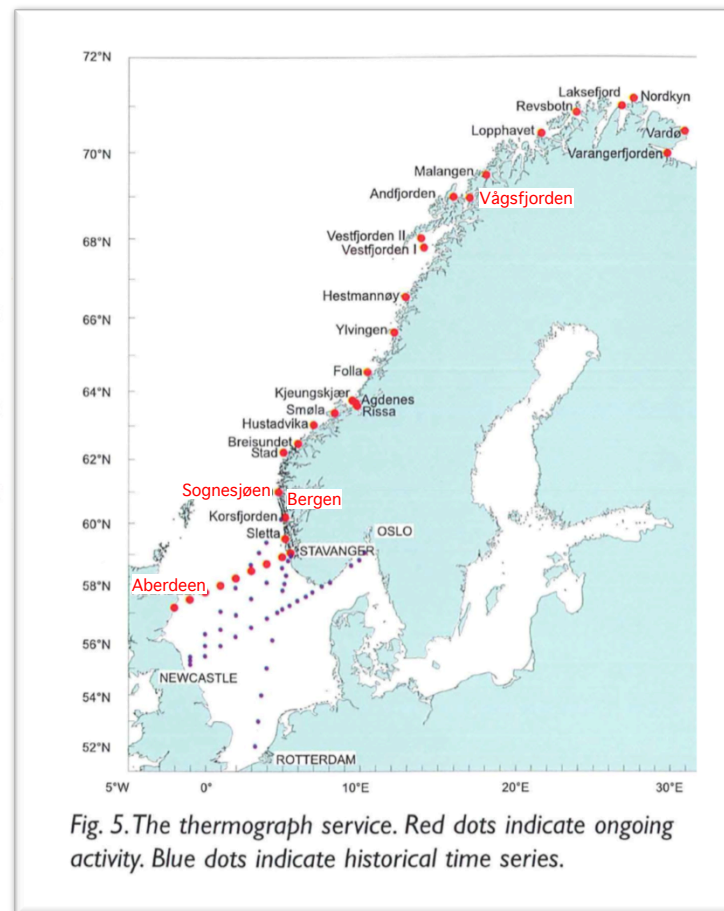 72°N
70°N
68°N
66°N
64°N
62°N
60°N
58°N
56°N
54°N
52°N
Laksefjord
Nordkyn
Revsbotn
Lopphavet
Vardø
Varangerfjorden
Malangen
Andfjorden
Vågsfjorden
Vestfjorden II
Vestfjorden I
Hestmannøy
Ylvingen
Folla
Kjeungskjær
Agdenes
Smøla
Rissa
Hustadvika
Breisundet
Stad
Sognesjøen
Bergen
Korsfjorden
Sletta
OSLO
STAVANGER
Aberdeen
NEWCASTLE
ROTTERDAM
5°W 0° 10°E 20°E 30°E
Fig. 5. The thermograph service. Red dots indicate ongoing
activity. Blue dots indicate historical time series.